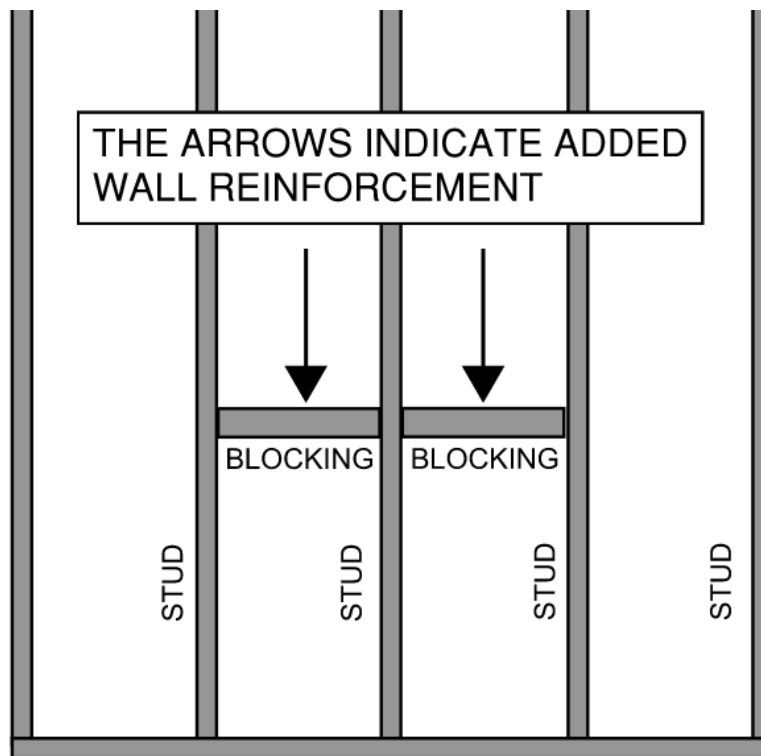 THE ARROWS INDICATE ADDED
WALL REINFORCEMENT
BLOCKING
BLOCKING
STUD
STUD
STUD
STUD